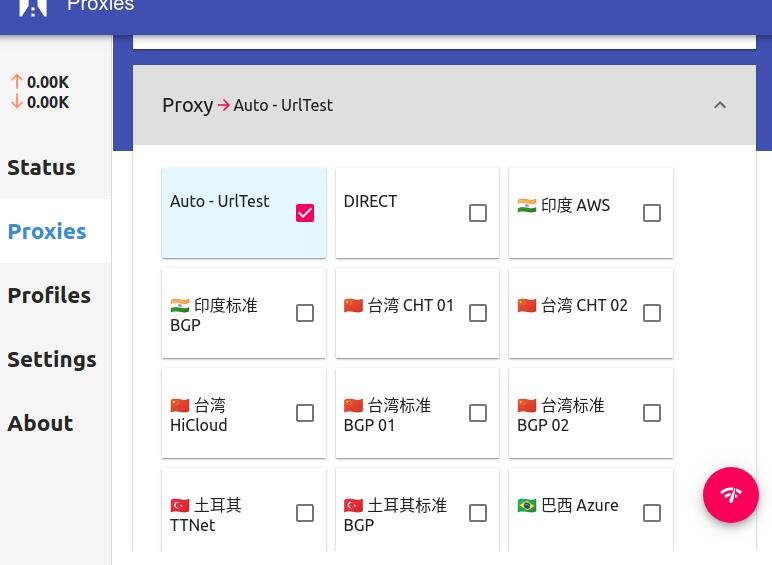 Proxies
↑ 0.00K
↓ 0.00K
Status
Proxies
Profiles
Settings
About
Proxy → Auto - UrlTest
Auto - UrlTest
DIRECT
🇮🇳 印度 AWS
🇮🇳 印度标准
BGP
🇨🇳 台湾 CHT 01
🇨🇳 台湾 CHT 02
🇨🇳 台湾
HiCloud
🇨🇳 台湾标准
BGP 01
🇨🇳 台湾标准
BGP 02
🇹🇷 土耳其
TTNet
🇹🇷 土耳其标准
BGP
🇧🇷 巴西 Azure